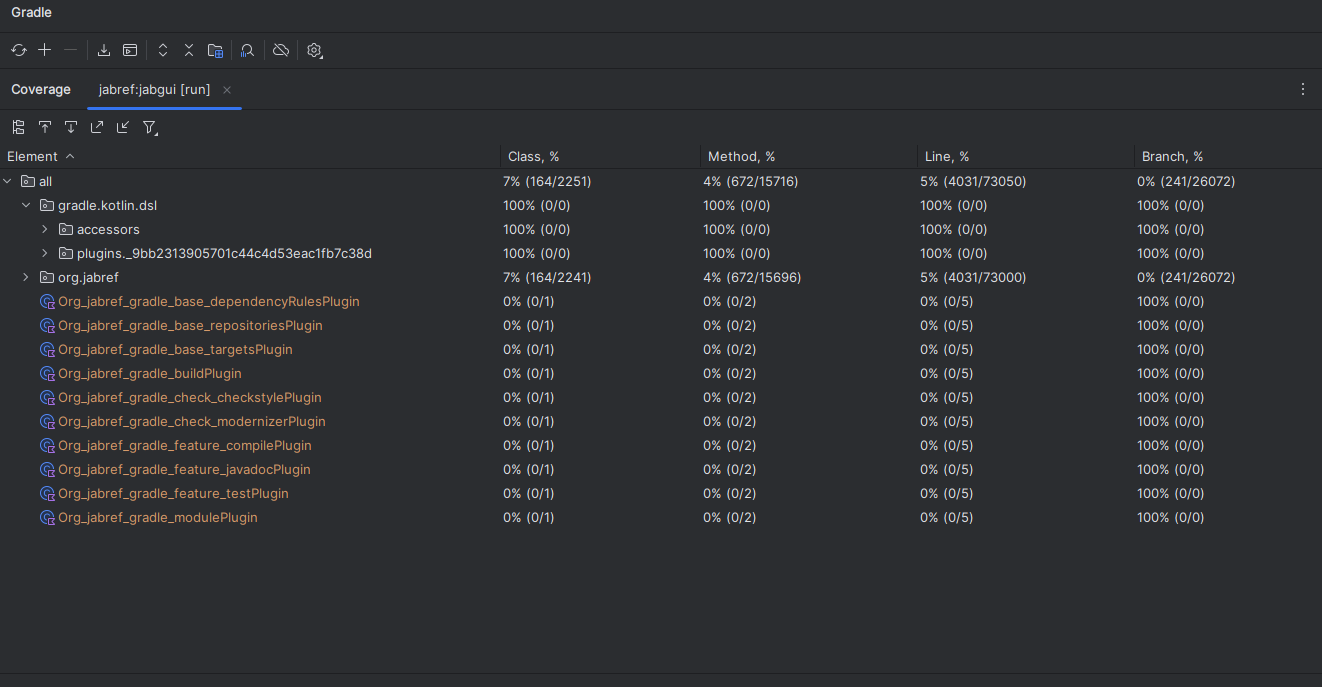 Gradle
Coverage jabref:jabgui [run]
Element Class, % Method, % Line, % Branch, %
all 7% (164/2251) 4% (672/15716) 5% (4031/73050) 0% (241/26072)
gradle.kotlin.dsl 100% (0/0) 100% (0/0) 100% (0/0) 100% (0/0)
accessors 100% (0/0) 100% (0/0) 100% (0/0) 100% (0/0)
plugins._9bb2313905701c44c4d53eac1fb7c38d 100% (0/0) 100% (0/0) 100% (0/0) 100% (0/0)
org.jabref 7% (164/2241) 4% (672/15696) 5% (4031/73000) 0% (241/26072)
Org_jabref_gradle_base_dependencyRulesPlugin 0% (0/1) 0% (0/2) 0% (0/5) 100% (0/0)
Org_jabref_gradle_base_repositoriesPlugin 0% (0/1) 0% (0/2) 0% (0/5) 100% (0/0)
Org_jabref_gradle_base_targetsPlugin 0% (0/1) 0% (0/2) 0% (0/5) 100% (0/0)
Org_jabref_gradle_buildPlugin 0% (0/1) 0% (0/2) 0% (0/5) 100% (0/0)
Org_jabref_gradle_check_checkstylePlugin 0% (0/1) 0% (0/2) 0% (0/5) 100% (0/0)
Org_jabref_gradle_check_modernizerPlugin 0% (0/1) 0% (0/2) 0% (0/5) 100% (0/0)
Org_jabref_gradle_feature_compilePlugin 0% (0/1) 0% (0/2) 0% (0/5) 100% (0/0)
Org_jabref_gradle_feature_javadocPlugin 0% (0/1) 0% (0/2) 0% (0/5) 100% (0/0)
Org_jabref_gradle_feature_testPlugin 0% (0/1) 0% (0/2) 0% (0/5) 100% (0/0)
Org_jabref_gradle_modulePlugin 0% (0/1) 0% (0/2) 0% (0/5) 100% (0/0)